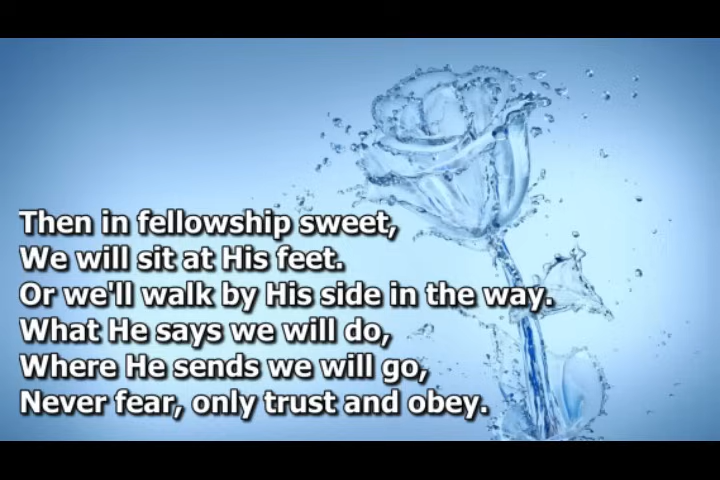 Then in fellowship sweet,
We will sit at His feet.
Or we'll walk by His side in the way.
What He says we will do,
Where He sends we will go,
Never fear, only trust and obey.